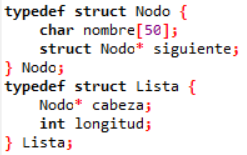 typedef struct Nodo {
    char nombre[50];
    struct Nodo* siguiente;
} Nodo;
typedef struct Lista {
    Nodo* cabeza;
    int longitud;
} Lista;